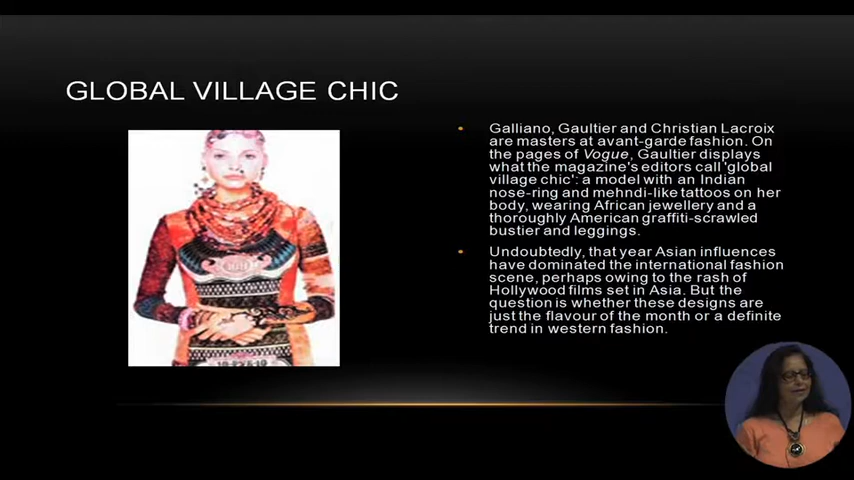 GLOBAL VILLAGE CHIC
• Galliano, Gaultier and Christian Lacroix
are masters at avant-garde fashion. On
the pages of Vogue, Gaultier displays
what the magazine's editors call 'global
village chic': a model with an Indian
nose-ring and mehndi-like tattoos on her
body, wearing African jewellery and a
thoroughly American graffiti-scrawled
bustier and leggings.
• Undoubtedly, that year Asian influences
have dominated the international fashion
scene, perhaps owing to the rash of
Hollywood films set in Asia. But the
question is whether these designs are
just the flavour of the month or a definite
trend in western fashion.